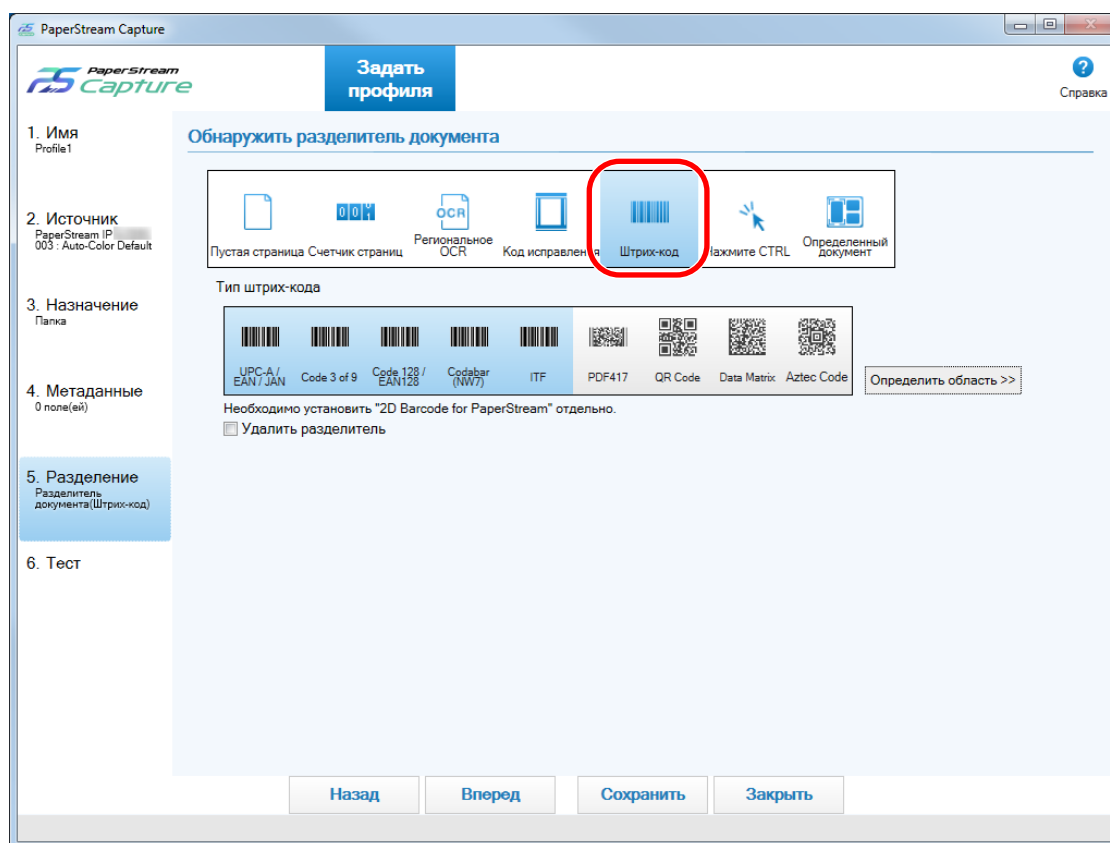 PaperStream Capture
PaperStream
Capture
Задать
профиля
Справка
1. Имя
Profile1
2. Источник
PaperStream IP
003 : Auto-Color Default
3. Назначение
Папка
4. Метаданные
0 поле(ей)
5. Разделение
Разделитель
документа(Штрих-код)
6. Тест
Обнаружить разделитель документа
Пустая страница
Счетчик страниц
OCR
Региональное
OCR
Код исправления
Штрих-код
Нажмите CTRL
Определенный
документ
Тип штрих-кода
UPC-A /
EAN / JAN
Code 3 of 9
Code 128 /
EAN128
Codabar
(NW7)
ITF
PDF417
QR Code
Data Matrix
Aztec Code
Определить область >>
Необходимо установить "2D Barcode for PaperStream" отдельно.
Удалить разделитель
Назад
Вперед
Сохранить
Закрыть